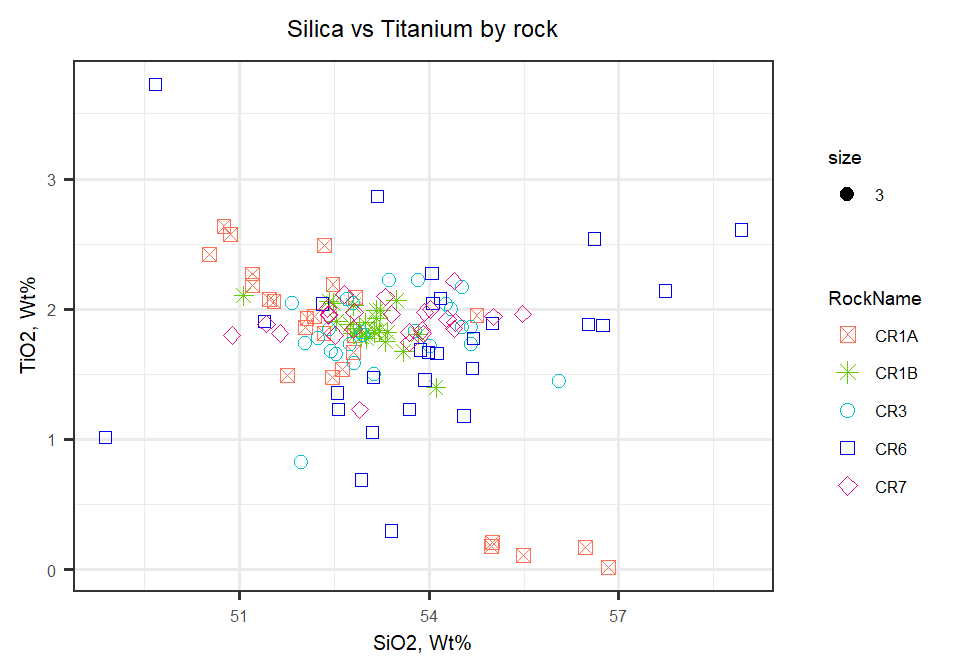 Silica vs Titanium by rock
TiO2, Wt%
3
2
1
0
51
54
57
SiO2, Wt%
size
3
RockName
CR1A
CR1B
CR3
CR6
CR7